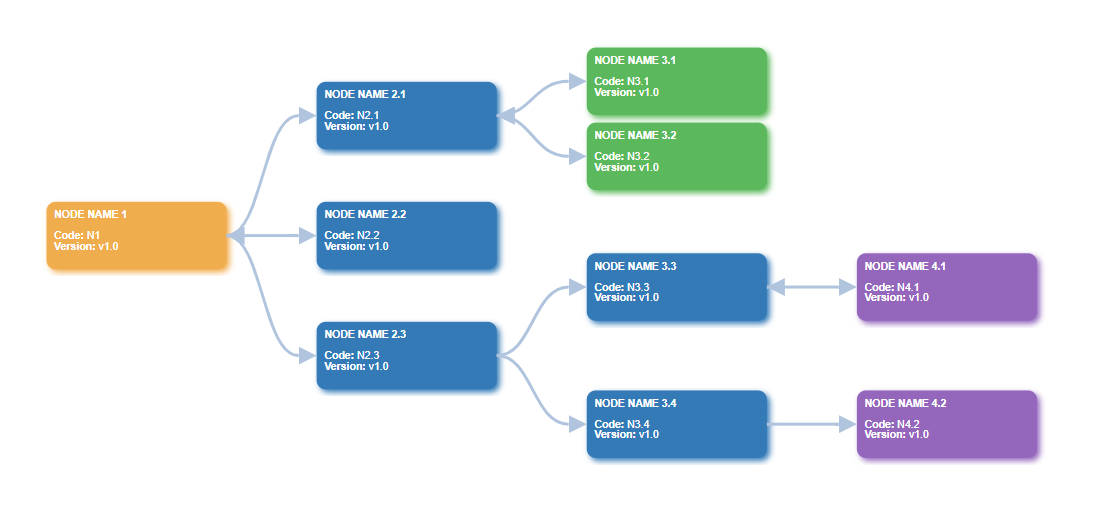 NODE NAME 1
Code: N1
Version: v1.0
NODE NAME 2.1
Code: N2.1
Version: v1.0
NODE NAME 2.2
Code: N2.2
Version: v1.0
NODE NAME 2.3
Code: N2.3
Version: v1.0
NODE NAME 3.1
Code: N3.1
Version: v1.0
NODE NAME 3.2
Code: N3.2
Version: v1.0
NODE NAME 3.3
Code: N3.3
Version: v1.0
NODE NAME 3.4
Code: N3.4
Version: v1.0
NODE NAME 4.1
Code: N4.1
Version: v1.0
NODE NAME 4.2
Code: N4.2
Version: v1.0